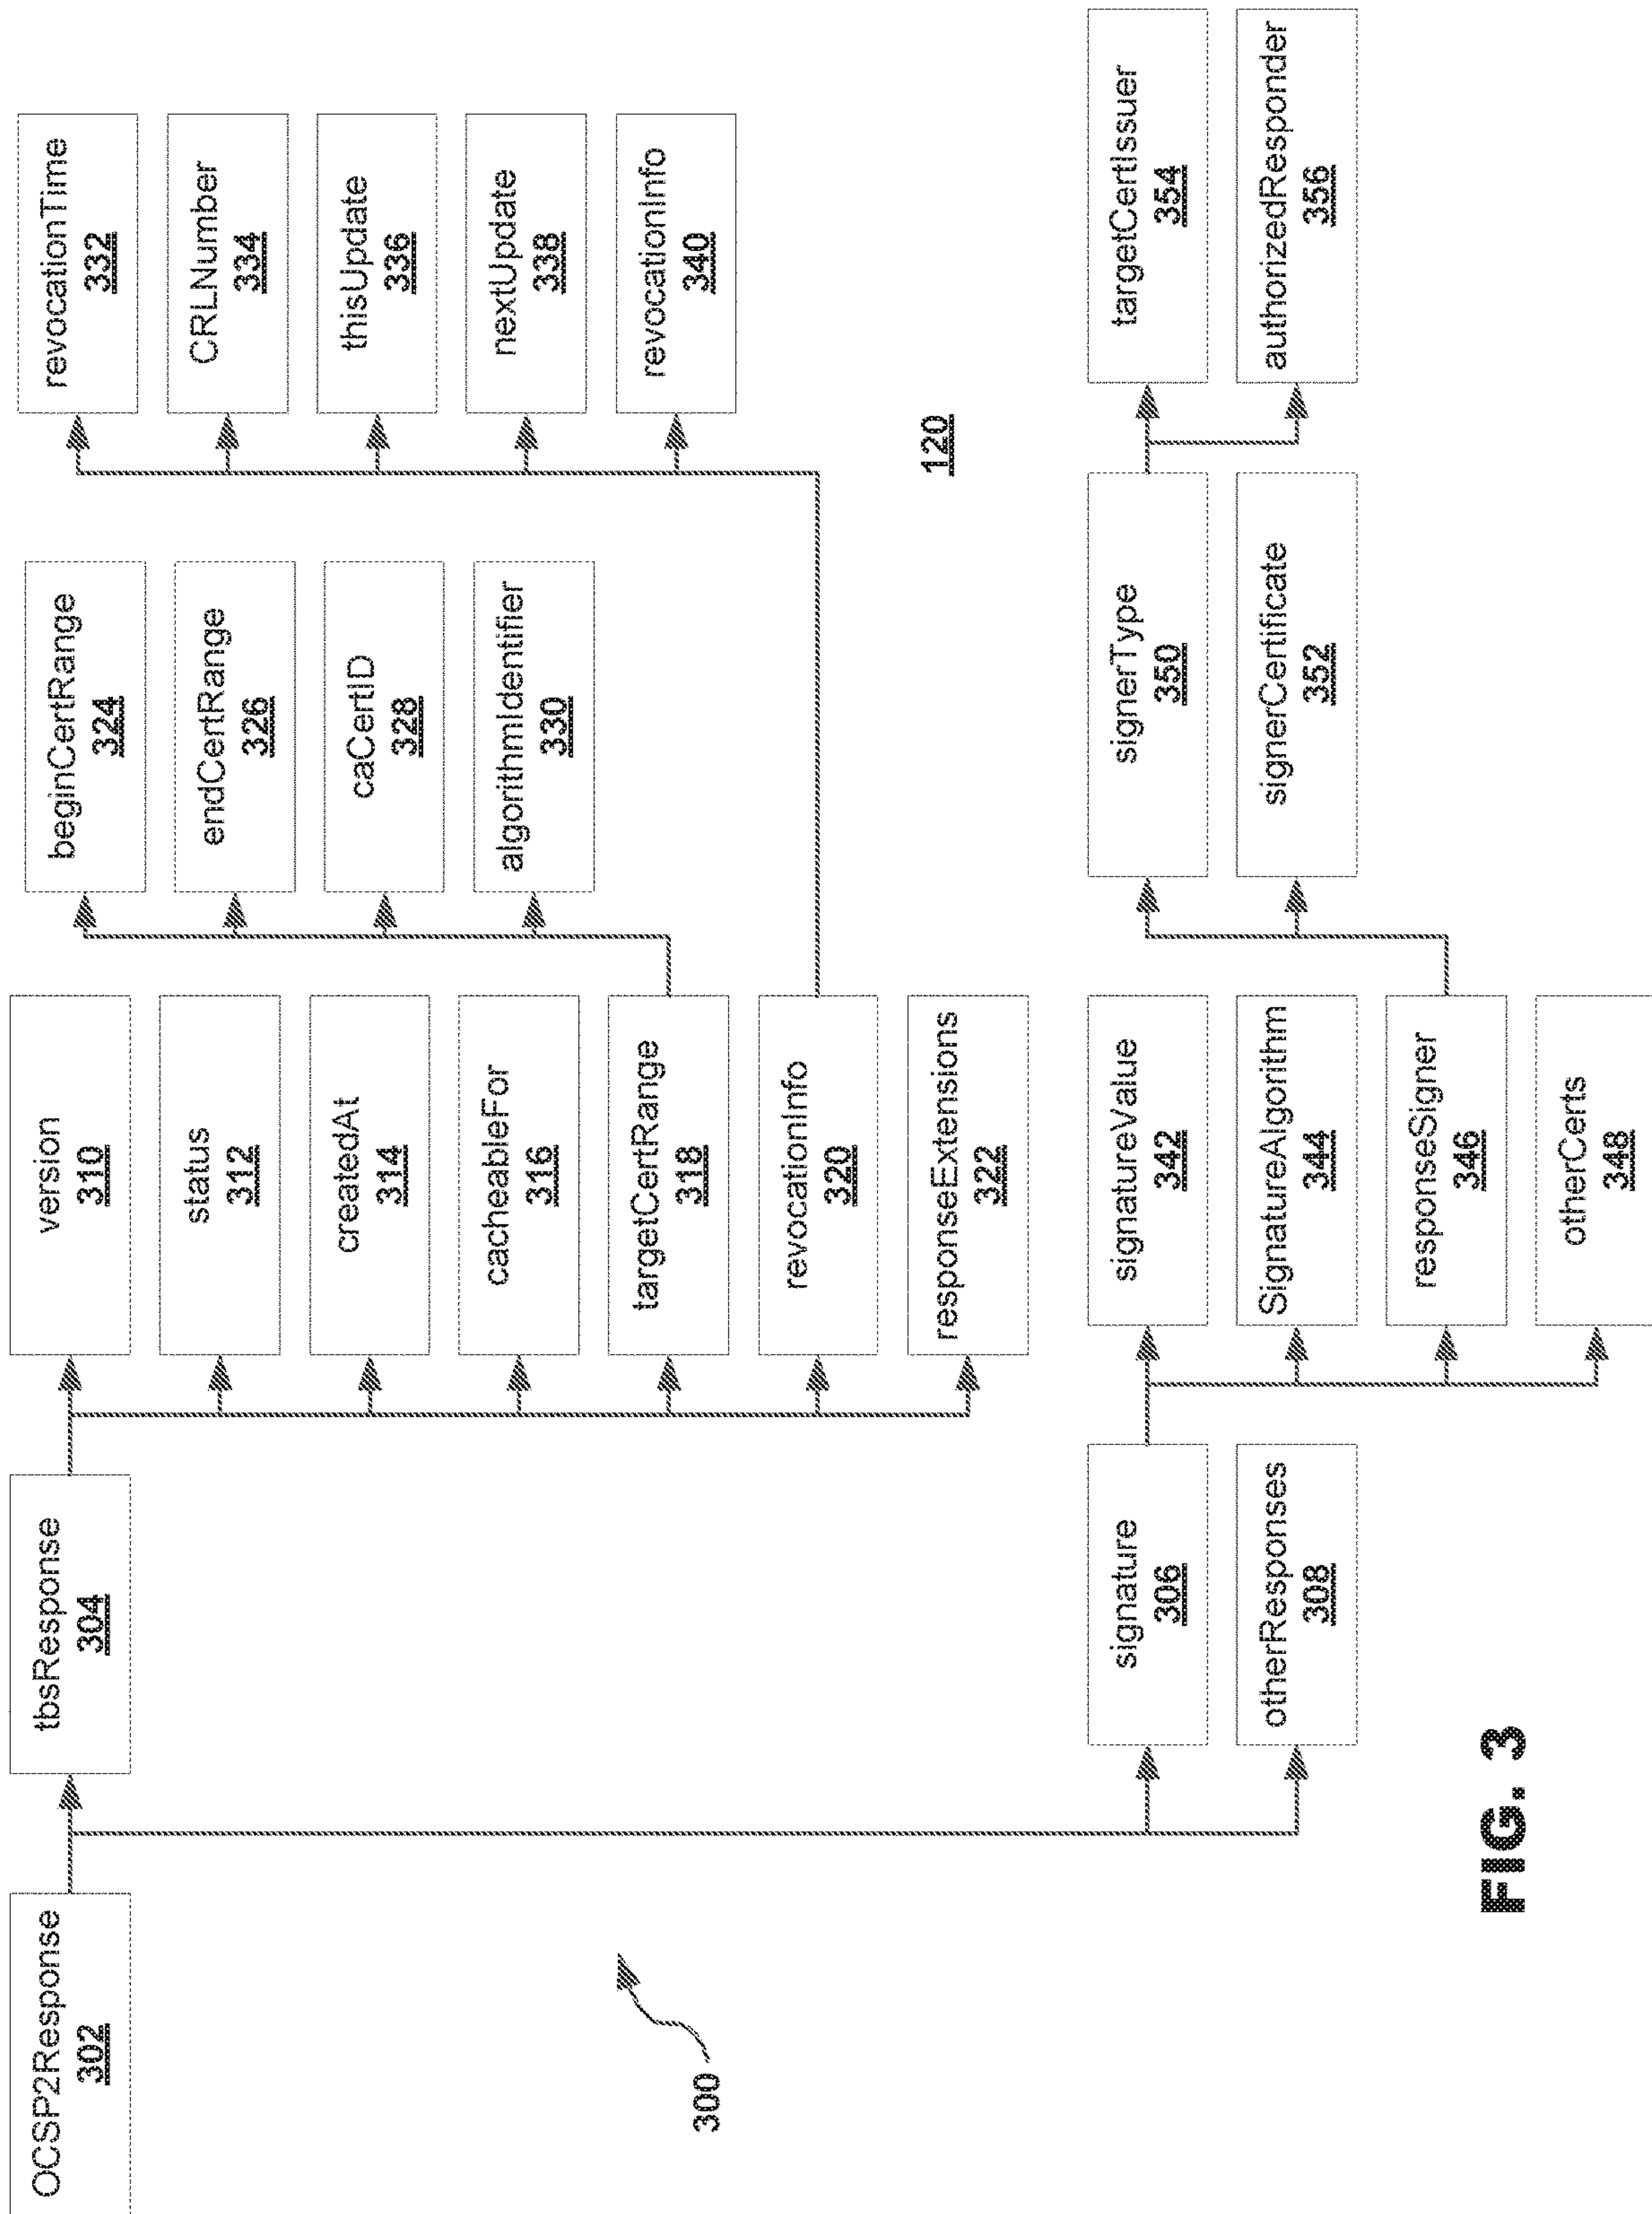 OCSP2Response
302
tbsResponse
304
version
310
status
312
createdAt
314
cacheableFor
316
targetCertRange
318
revocationInfo
320
responseExtensions
322
beginCertRange
324
endCertRange
326
caCertID
328
algorithmIdentifier
330
revocationTime
332
CRLNumber
334
thisUpdate
336
nextUpdate
338
revocationInfo
340
120
300
signature
306
otherResponses
308
signatureValue
342
SignatureAlgorithm
344
responseSigner
346
otherCerts
348
signerType
350
signerCertificate
352
targetCertIssuer
354
authorizedResponder
356
FIG. 3